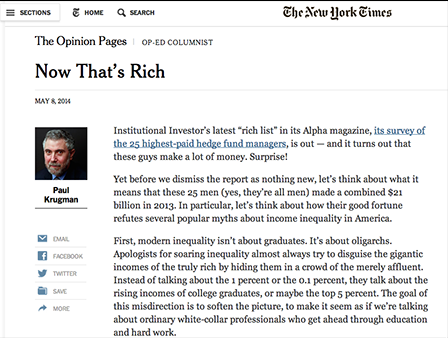 SECTIONS HOME SEARCH The New York Times
The Opinion Pages | OP-ED COLUMNIST
Now That's Rich
MAY 8, 2014
Paul
Krugman
EMAIL
FACEBOOK
TWITTER
SAVE
MORE
Institutional Investor's latest “rich list” in its Alpha magazine, its survey of
the 25 highest-paid hedge fund managers, is out — and it turns out that
these guys make a lot of money. Surprise!
Yet before we dismiss the report as nothing new, let's think about what it
means that these 25 men (yes, they're all men) made a combined $21
billion in 2013. In particular, let's think about how their good fortune
refutes several popular myths about income inequality in America.
First, modern inequality isn't about graduates. It's about oligarchs.
Apologists for soaring inequality almost always try to disguise the gigantic
incomes of the truly rich by hiding them in a crowd of the merely affluent.
Instead of talking about the 1 percent or the 0.1 percent, they talk about the
rising incomes of college graduates, or maybe the top 5 percent. The goal of
this misdirection is to soften the picture, to make it seem as if we're talking
about ordinary white-collar professionals who get ahead through education
and hard work.